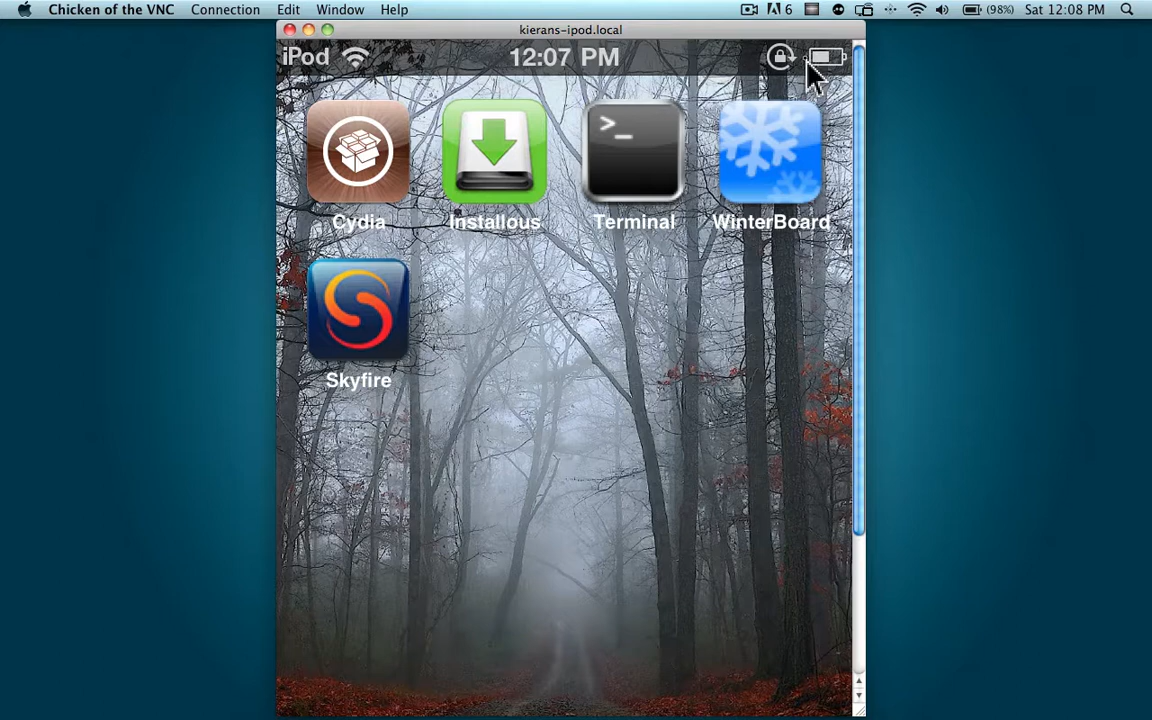 Chicken of the VNC Connection Edit Window Help 6 (98%) Sat 12:08 PM
kierans-ipod.local
iPod 12:07 PM
>_
Cydia Installous Terminal WinterBoard
Skyfire